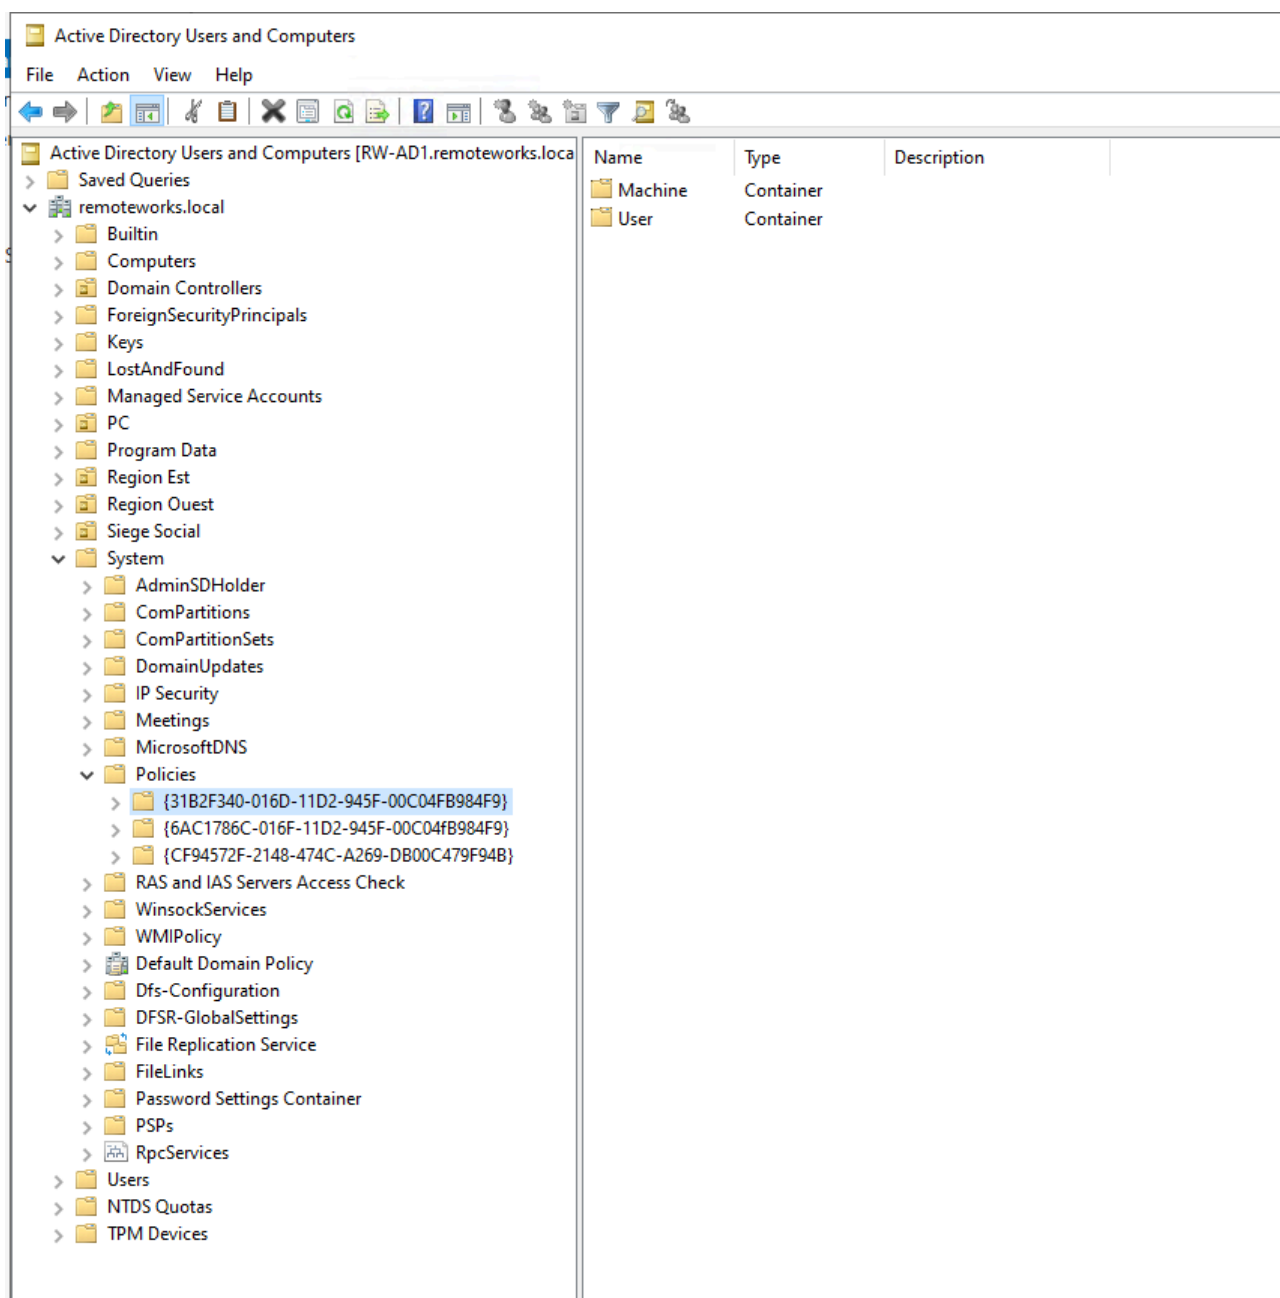 Active Directory Users and Computers
File Action View Help
Active Directory Users and Computers [RW-AD1.remoteworks.loca
Saved Queries
remoteworks.local
Builtin
Computers
Domain Controllers
ForeignSecurityPrincipals
Keys
LostAndFound
Managed Service Accounts
PC
Program Data
Region Est
Region Ouest
Siege Social
System
AdminSDHolder
ComPartitions
ComPartitionSets
DomainUpdates
IP Security
Meetings
MicrosoftDNS
Policies
{31B2F340-016D-11D2-945F-00C04FB984F9}
{6AC1786C-016F-11D2-945F-00C04fB984F9}
{CF94572F-2148-474C-A269-DB00C479F94B}
RAS and IAS Servers Access Check
WinsockServices
WMIPolicy
Default Domain Policy
Dfs-Configuration
DFSR-GlobalSettings
File Replication Service
FileLinks
Password Settings Container
PSPs
RpcServices
Users
NTDS Quotas
TPM Devices
Name Type Description
Machine Container
User Container